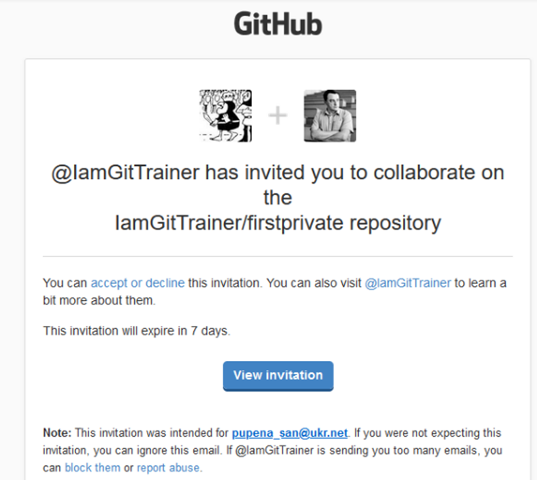 GitHub
@IamGitTrainer has invited you to collaborate on
the
IamGitTrainer/firstprivate repository
You can accept or decline this invitation. You can also visit @IamGitTrainer to learn a
bit more about them.
This invitation will expire in 7 days.
View invitation
Note: This invitation was intended for pupena_san@ukr.net. If you were not expecting this
invitation, you can ignore this email. If @IamGitTrainer is sending you too many emails, you
can block them or report abuse.